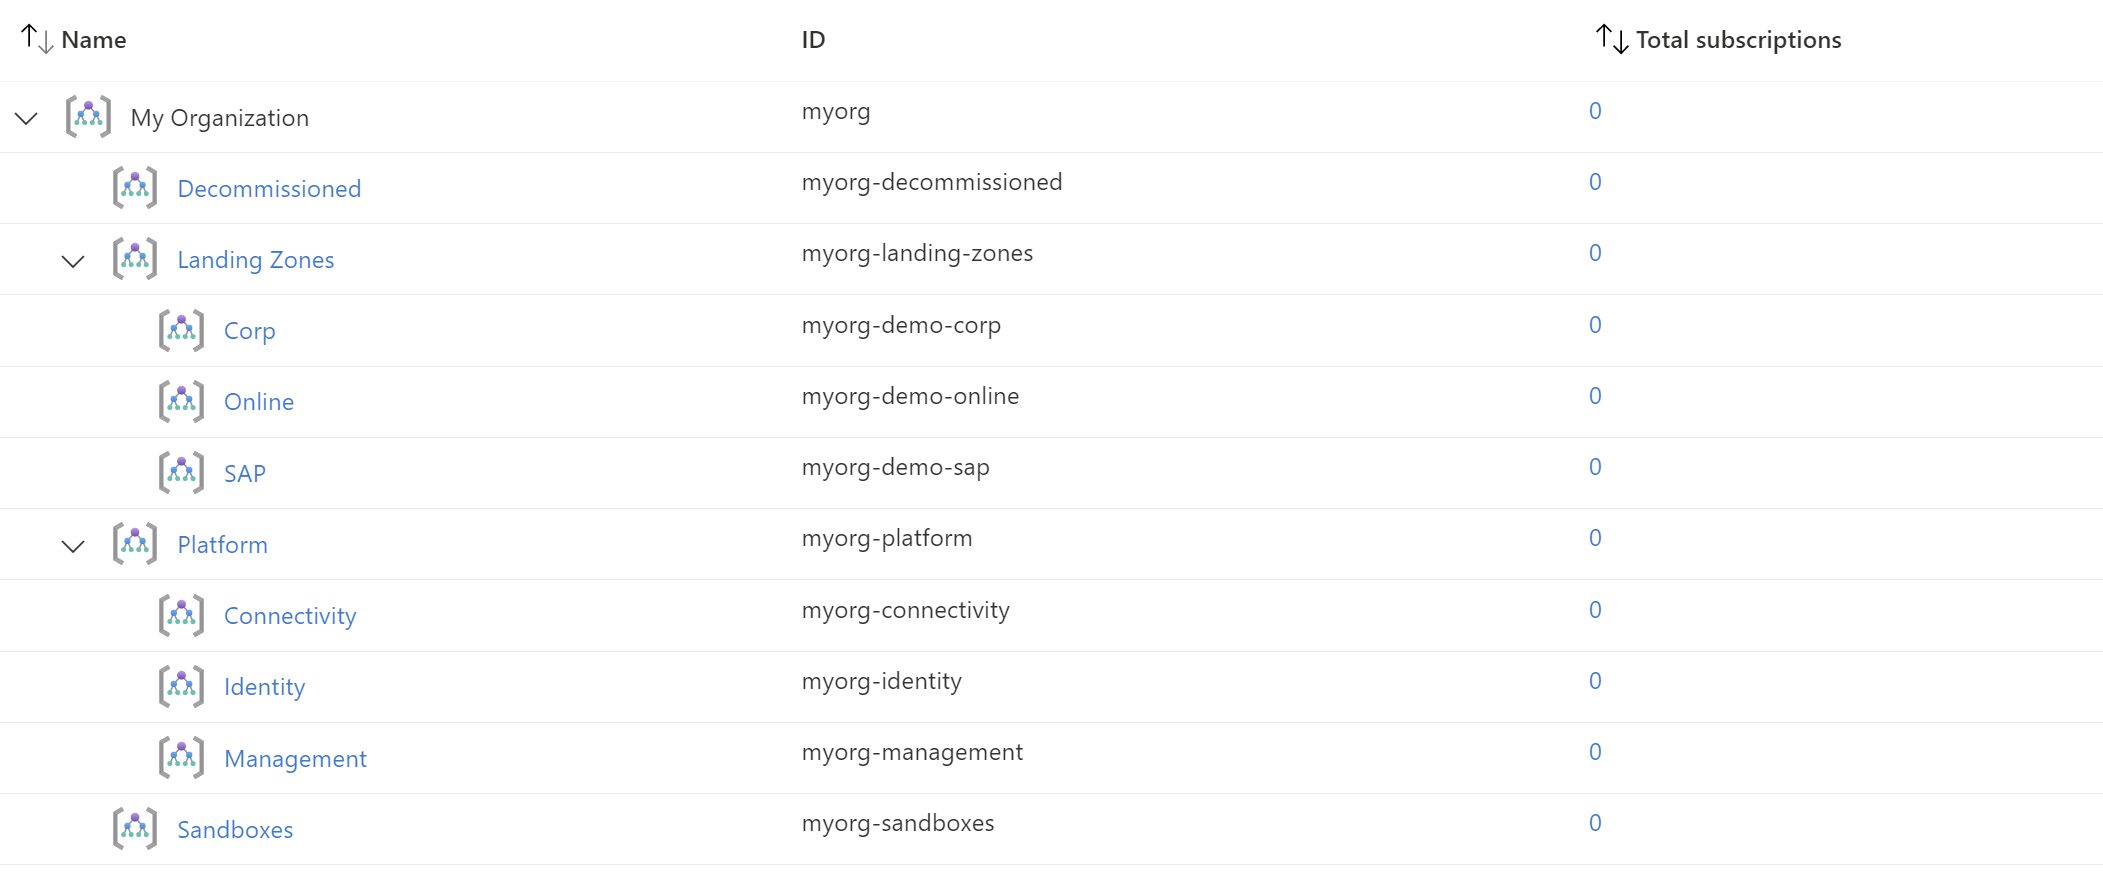 Name ID Total subscriptions
My Organization myorg 0
Decommissioned myorg-decommissioned 0
Landing Zones myorg-landing-zones 0
Corp myorg-demo-corp 0
Online myorg-demo-online 0
SAP myorg-demo-sap 0
Platform myorg-platform 0
Connectivity myorg-connectivity 0
Identity myorg-identity 0
Management myorg-management 0
Sandboxes myorg-sandboxes 0